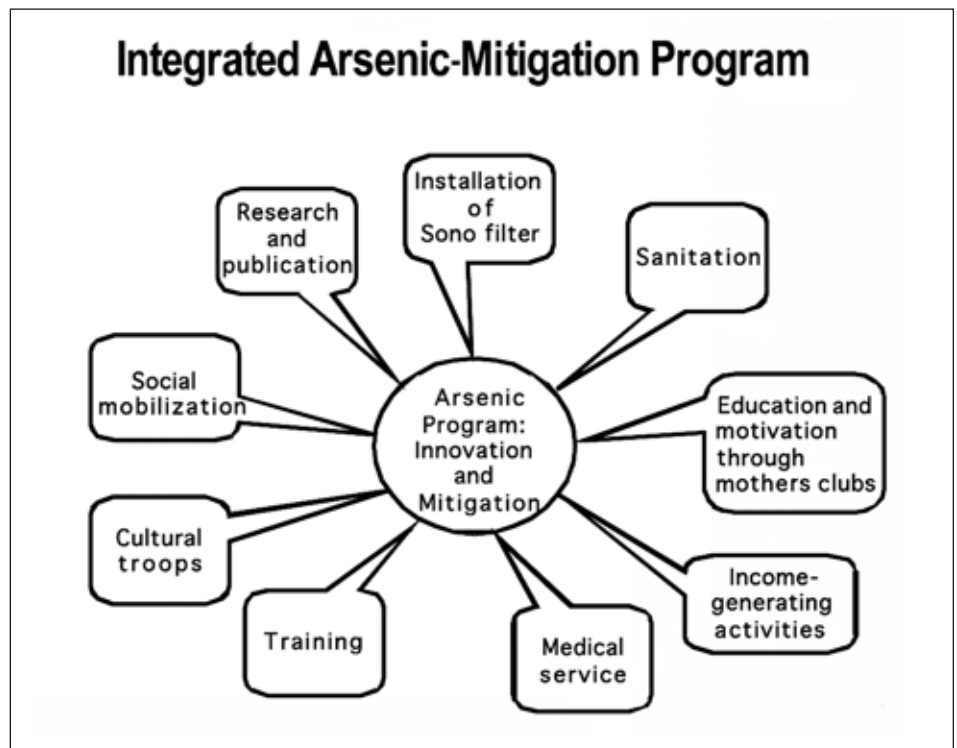 Integrated Arsenic-Mitigation Program
Installation
of
Sono filter
Research
and
publication
Sanitation
Social
mobilization
Arsenic
Program:
Innovation
and
Mitigation
Education and
motivation
through
mothers clubs
Cultural
troops
Income-
generating
activities
Training
Medical
service